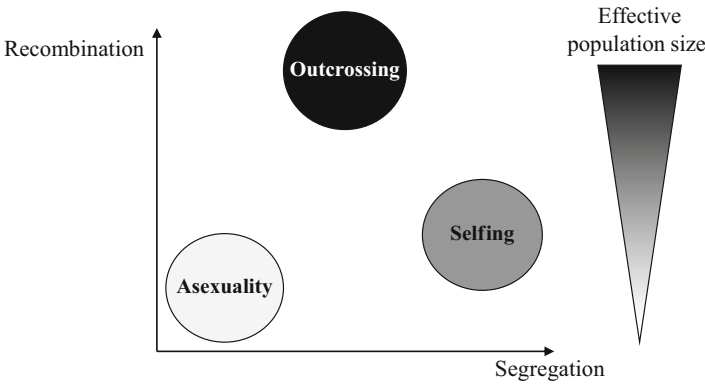 Effective
population size
Recombination
Outcrossing
Selfing
Asexuality
Segregation